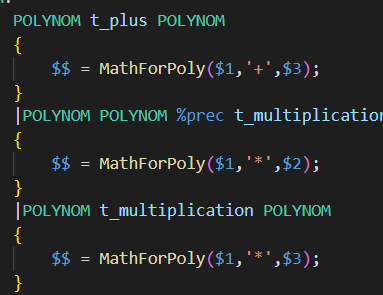 POLYNOM t_plus POLYNOM
{
$$ = MathForPoly($1,'+',$3);
}
|POLYNOM POLYNOM %prec t_multiplication
{
$$ = MathForPoly($1,'*',$2);
}
|POLYNOM t_multiplication POLYNOM
{
$$ = MathForPoly($1,'*',$3);
}